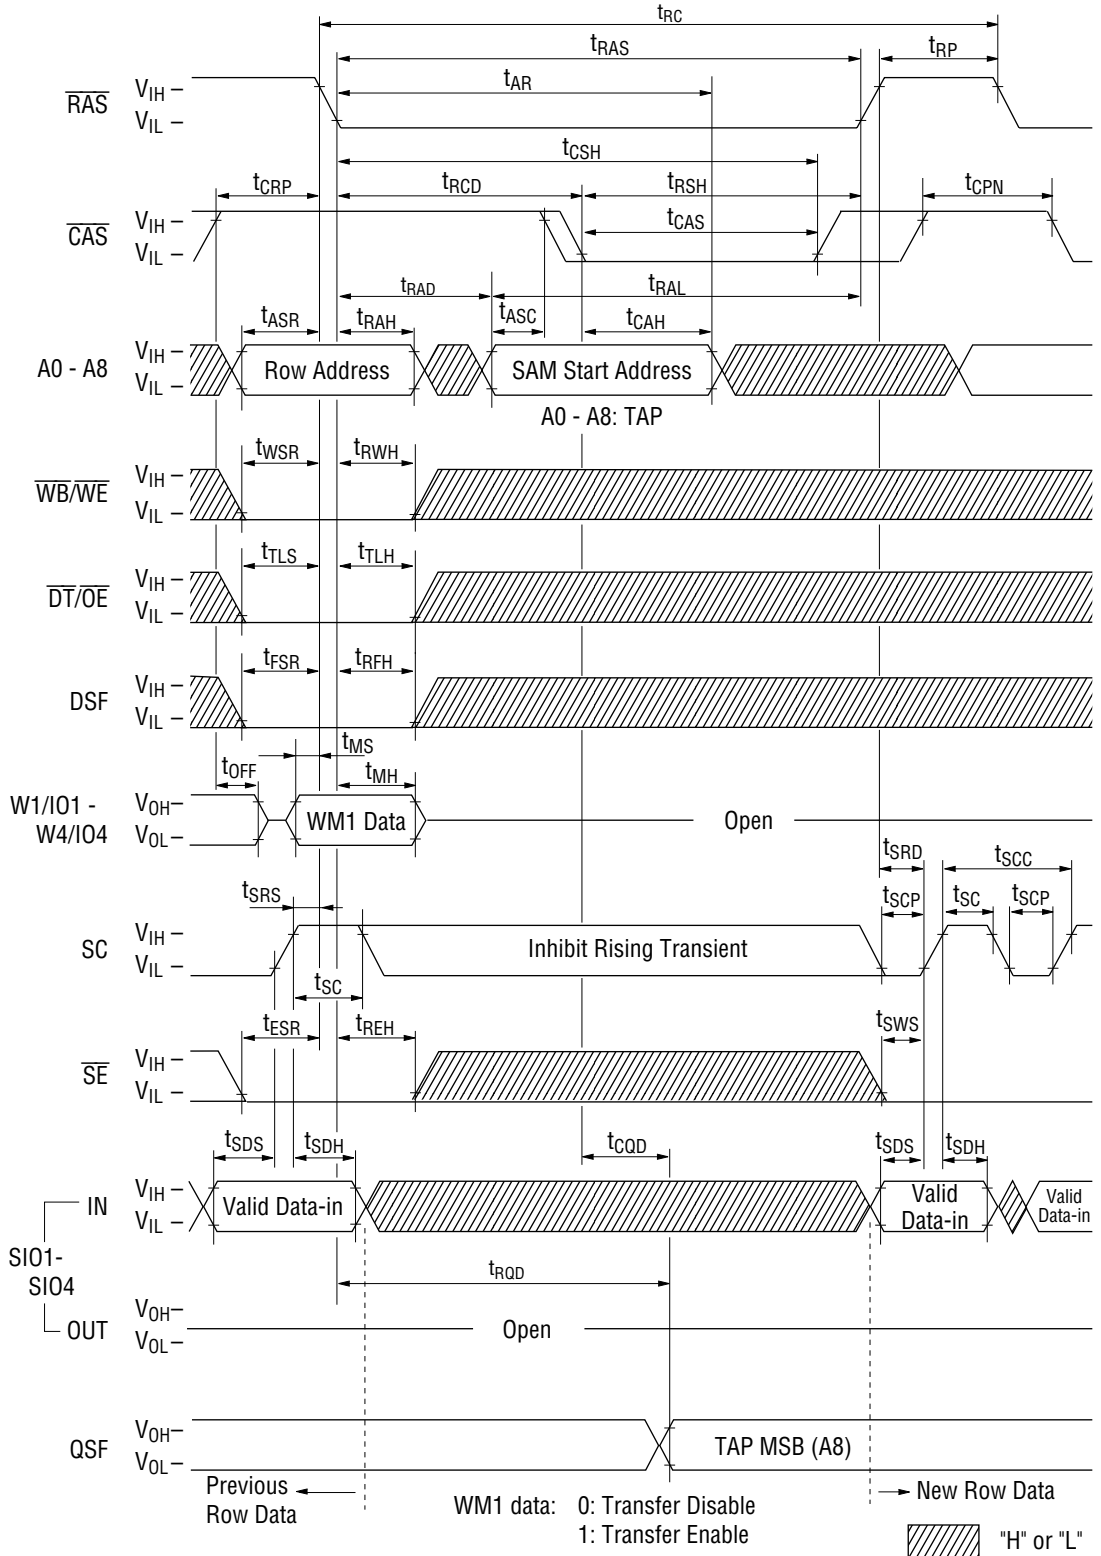 tRC
tRAS
tRP
tAR
RAS
VIH
VIL
tCSH
tCRP
tRCD
tRSH
tCPN
CAS
VIH
VIL
tCAS
tRAD
tRAL
tASR
tRAH
tASC
tCAH
A0 - A8
VIH
VIL
Row Address
SAM Start Address
A0 - A8: TAP
tWSR
tRWH
WB/WE
VIH
VIL
tTLS
tTLH
DT/OE
VIH
VIL
tFSR
tRFH
DSF
VIH
VIL
tMS
tOFF
tMH
W1/IO1 -
W4/IO4
VOH
VOL
WM1 Data
Open
tSRD
tSCC
tSRS
tSCP
tSC
tSCP
SC
VIH
VIL
Inhibit Rising Transient
tSC
tESR
tREH
tSWS
SE
VIH
VIL
tSDS
tSDH
tCQD
tSDS
tSDH
IN
VIH
VIL
Valid Data-in
Valid
Data-in
Valid
Data-in
SIO1-
SIO4
tRQD
OUT
VOH
VOL
Open
QSF
VOH
VOL
TAP MSB (A8)
Previous
Row Data
New Row Data
WM1 data: 0: Transfer Disable
1: Transfer Enable
"H" or "L"